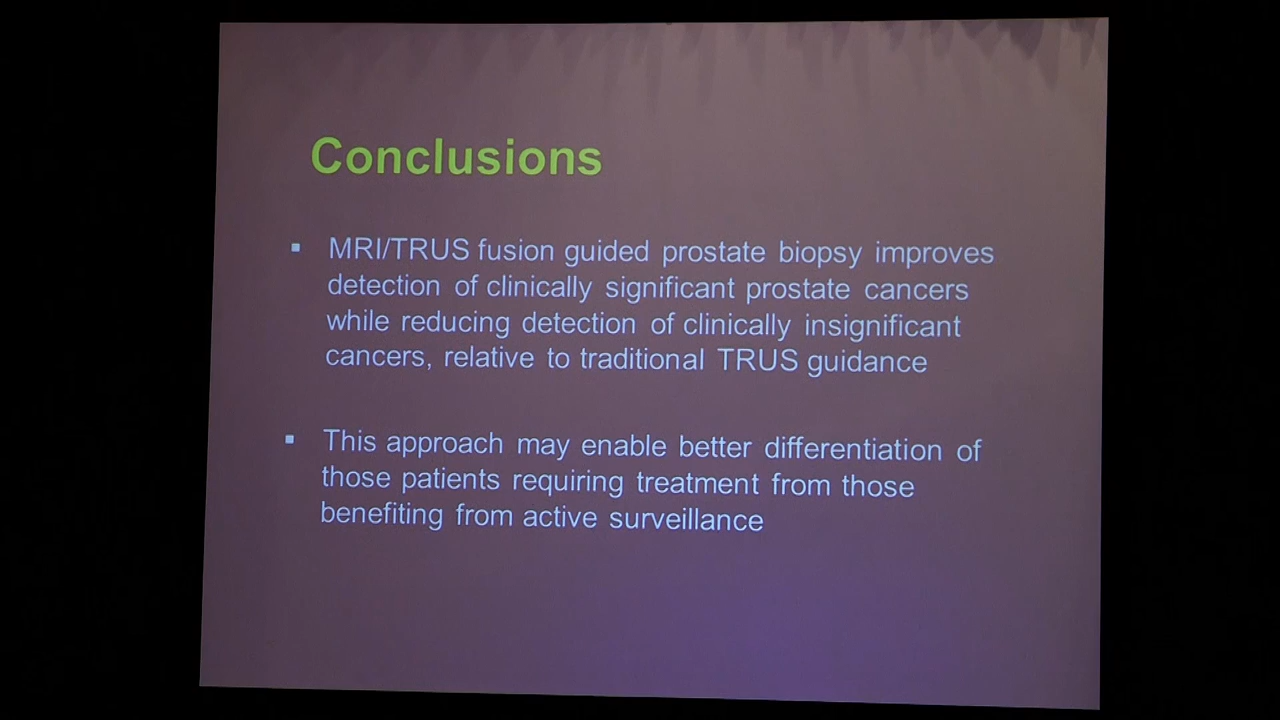 Conclusions
▪ MRI/TRUS fusion guided prostate biopsy improves
detection of clinically significant prostate cancers
while reducing detection of clinically insignificant
cancers, relative to traditional TRUS guidance
▪ This approach may enable better differentiation of
those patients requiring treatment from those
benefiting from active surveillance